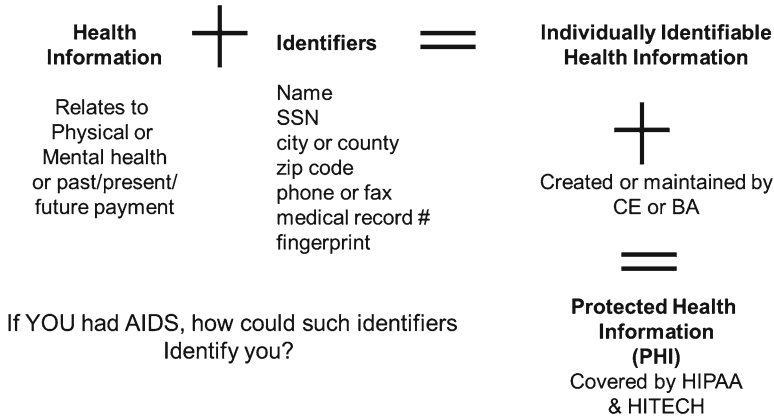 Health
Information
Relates to
Physical or
Mental health
or past/present/
future payment
+
Identifiers
Name
SSN
city or county
zip code
phone or fax
medical record #
fingerprint
=
Individually Identifiable
Health Information
+
Created or maintained by
CE or BA
=
Protected Health
Information
(PHI)
Covered by HIPAA
& HITECH
If YOU had AIDS, how could such identifiers
Identify you?